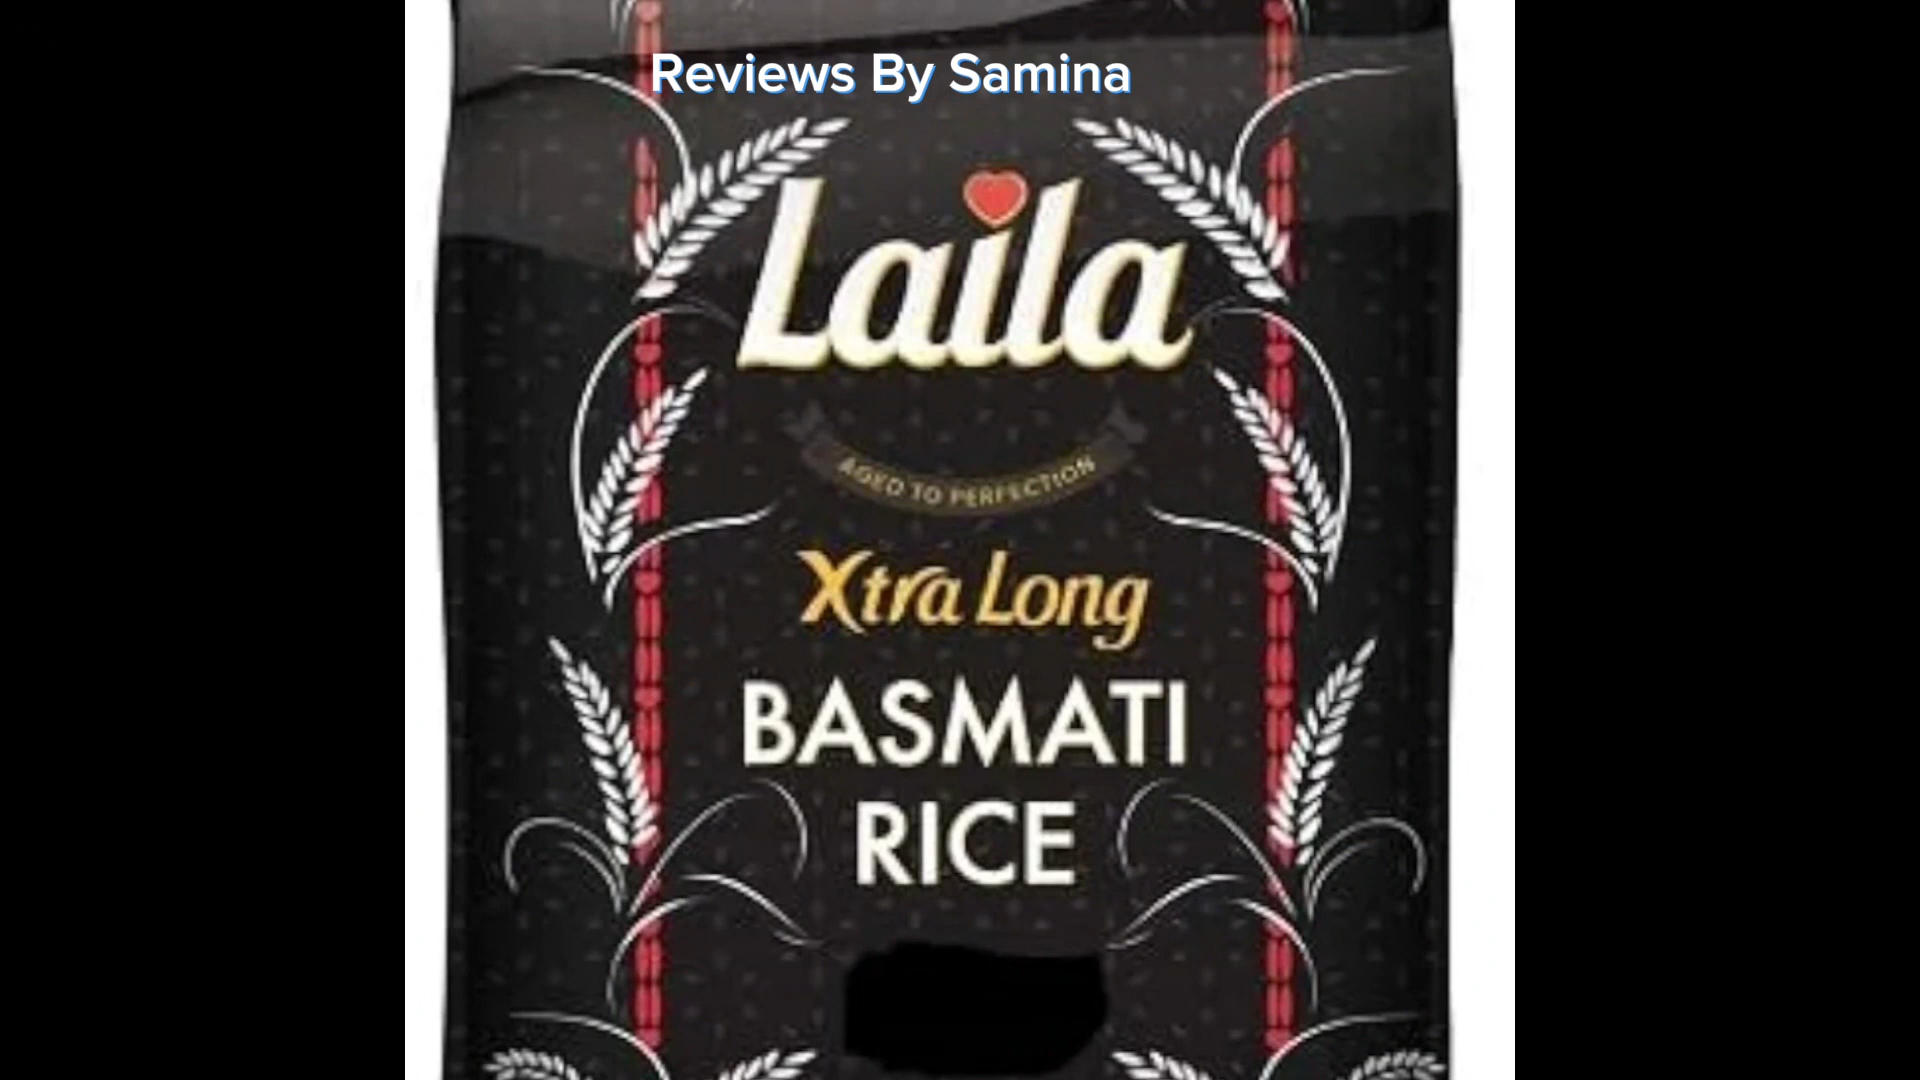 Reviews By Samina
Laila
AGED TO PERFECTION
Xtra Long
BASMATI
RICE